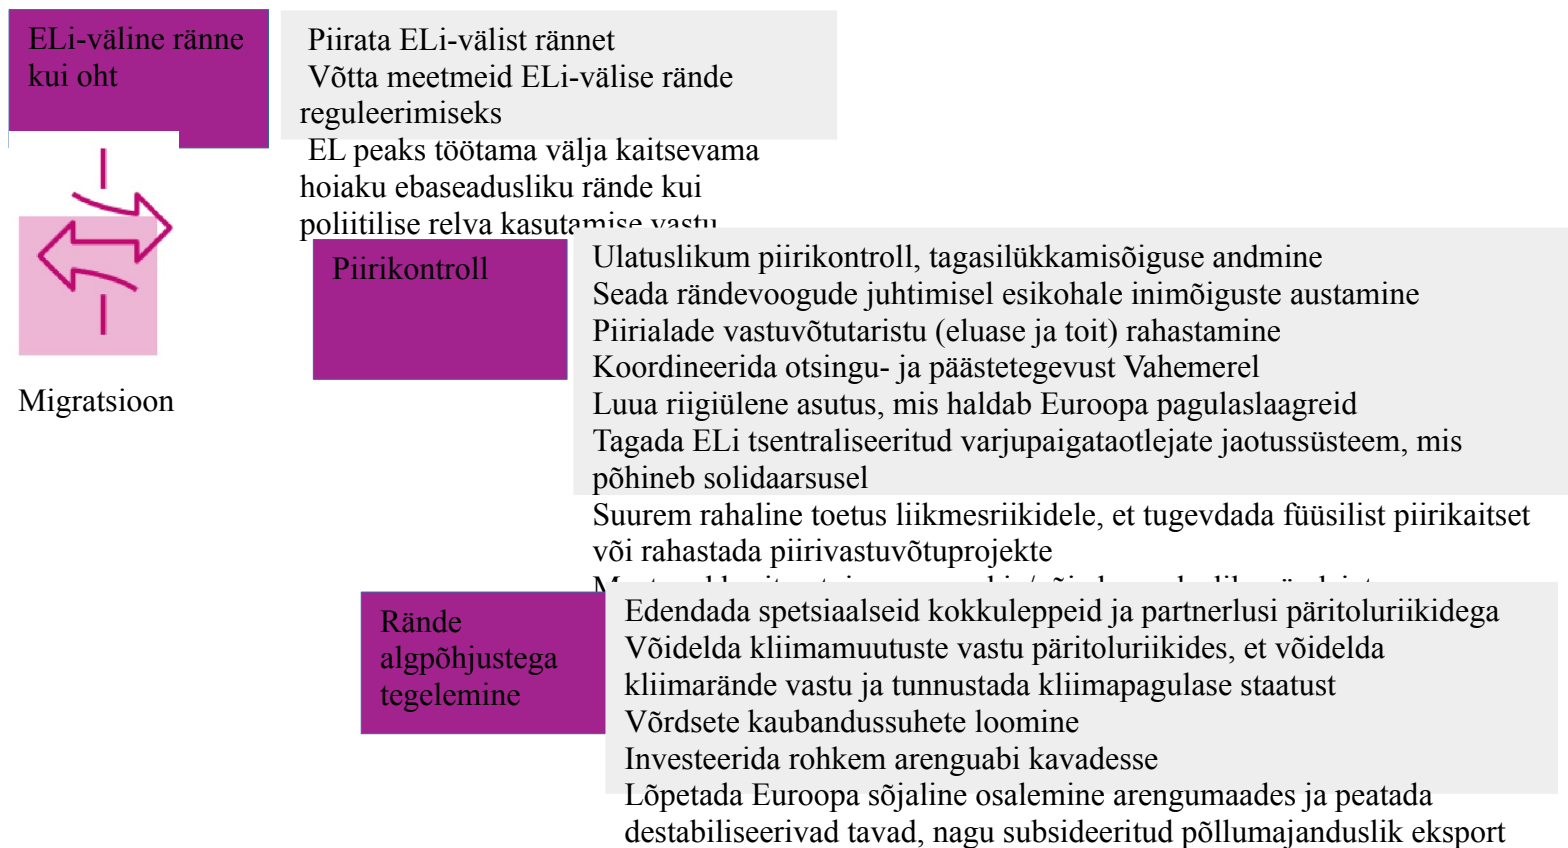 ELi-väline ränne
kui oht
Piirata ELi-välist rännet
Võtta meetmeid ELi-välise rände
reguleerimiseks
EL peaks töötama välja kaitsevama
hoiaku ebaseadusliku rände kui
poliitilise relva kasutamise vastu
Migratsioon
Piirikontroll
Ulatuslikum piirikontroll, tagasilükkamisõiguse andmine
Seada rändevoogude juhtimisel esikohale inimõiguste austamine
Piirialade vastuvõtutaristu (eluase ja toit) rahastamine
Koordineerida otsingu- ja päästetegevust Vahemerel
Luua riigiülene asutus, mis haldab Euroopa pagulaslaagreid
Tagada ELi tsentraliseeritud varjupaigataotlejate jaotussüsteem, mis
põhineb solidaarsusel
Suurem rahaline toetus liikmesriikidele, et tugevdada füüsilist piirikaitset
või rahastada piirivastuvõtuprojekte
Rände
algpõhjustega
tegelemine
Edendada spetsiaalseid kokkuleppeid ja partnerlusi päritoluriikidega
Võidelda kliimamuutuste vastu päritoluriikides, et võidelda
kliimarände vastu ja tunnustada kliimapagulase staatust
Võrdsete kaubandussuhete loomine
Investeerida rohkem arenguabi kavadesse
Lõpetada Euroopa sõjaline osalemine arengumaades ja peatada
destabiliseerivad tavad, nagu subsideeritud põllumajanduslik eksport